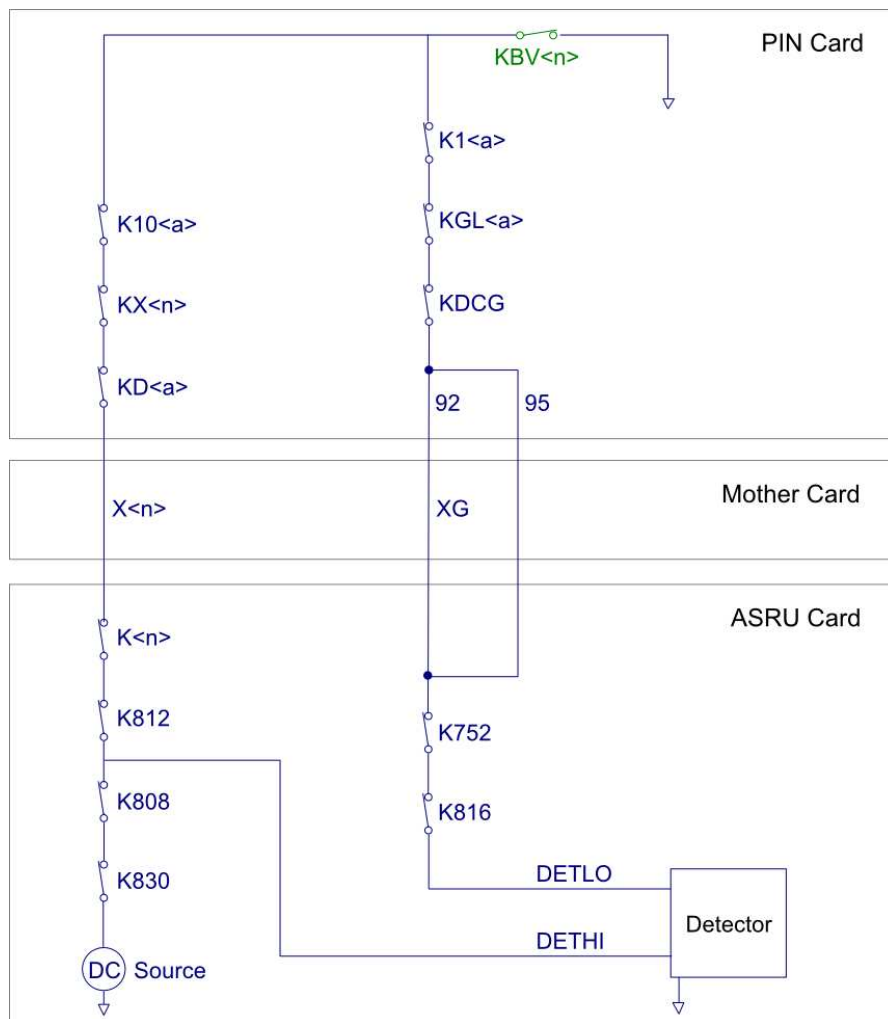 PIN Card
KBV<n>
K1<a>
K10<a>
KGL<a>
KX<n>
KDCG
KD<a>
92
95
Mother Card
X<n>
XG
ASRU Card
K<n>
K812
K752
K808
K816
K830
DETLO
Detector
DETHI
DC
Source